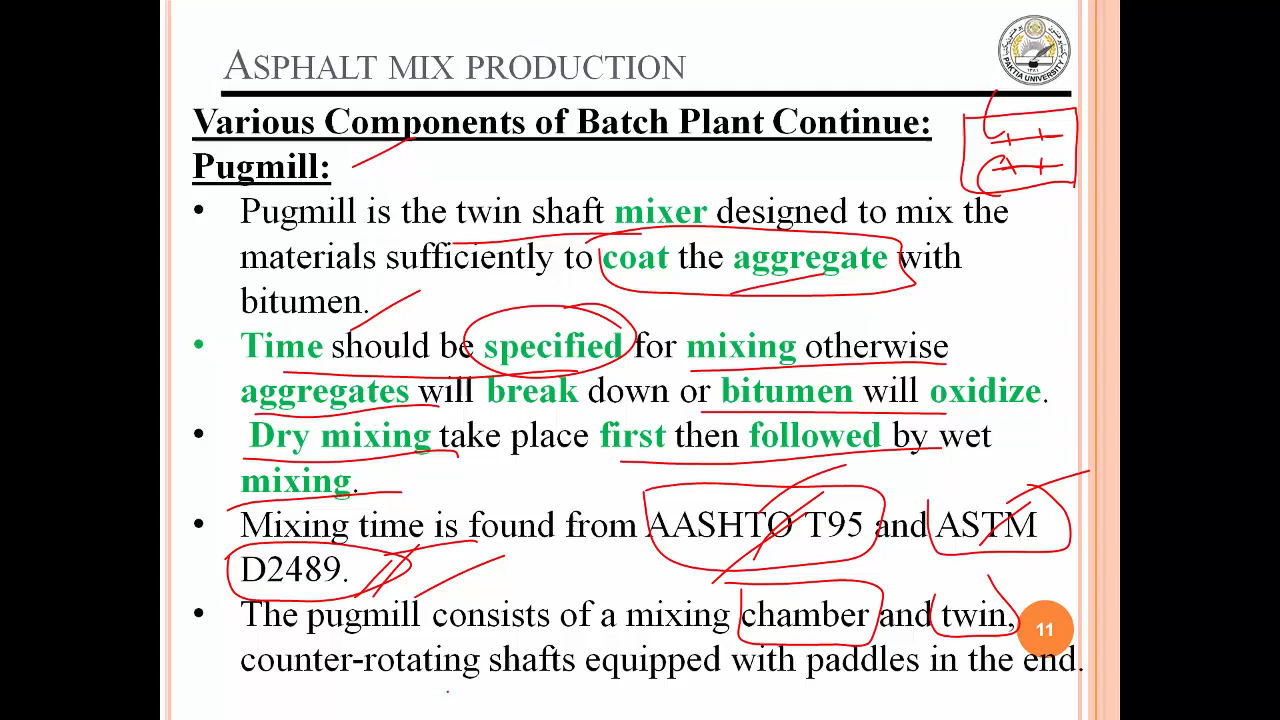 ASPHALT MIX PRODUCTION
PAKTIA UNIVERSITY
Various Components of Batch Plant Continue:
Pugmill:
• Pugmill is the twin shaft mixer designed to mix the
materials sufficiently to coat the aggregate with
bitumen.
• Time should be specified for mixing otherwise
aggregates will break down or bitumen will oxidize.
• Dry mixing take place first then followed by wet
mixing.
• Mixing time is found from AASHTO T95 and ASTM
D2489.
• The pugmill consists of a mixing chamber and twin,
counter-rotating shafts equipped with paddles in the end.
11